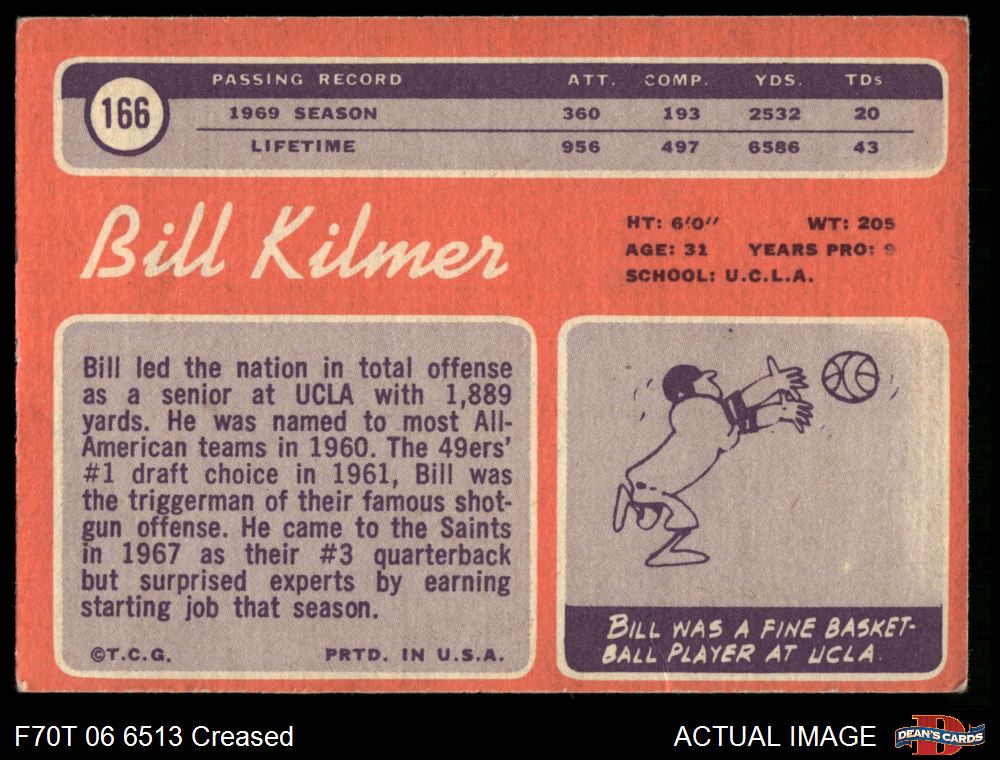 166
PASSING RECORD ATT. COMP. YDS. TDs
1969 SEASON 360 193 2532 20
LIFETIME 956 497 6586 43
Bill Kilmer
HT: 6'0" WT: 205
AGE: 31 YEARS PRO: 9
SCHOOL: U.C.L.A.
Bill led the nation in total offense
as a senior at UCLA with 1,889
yards. He was named to most All-
American teams in 1960. The 49ers'
#1 draft choice in 1961, Bill was
the triggerman of their famous shot-
gun offense. He came to the Saints
in 1967 as their #3 quarterback
but surprised experts by earning
starting job that season.
©T.C.G. PRTD. IN U.S.A.
BILL WAS A FINE BASKET-
BALL PLAYER AT UCLA.
F70T 06 6513 Creased
ACTUAL IMAGE
DEAN'S CARDS